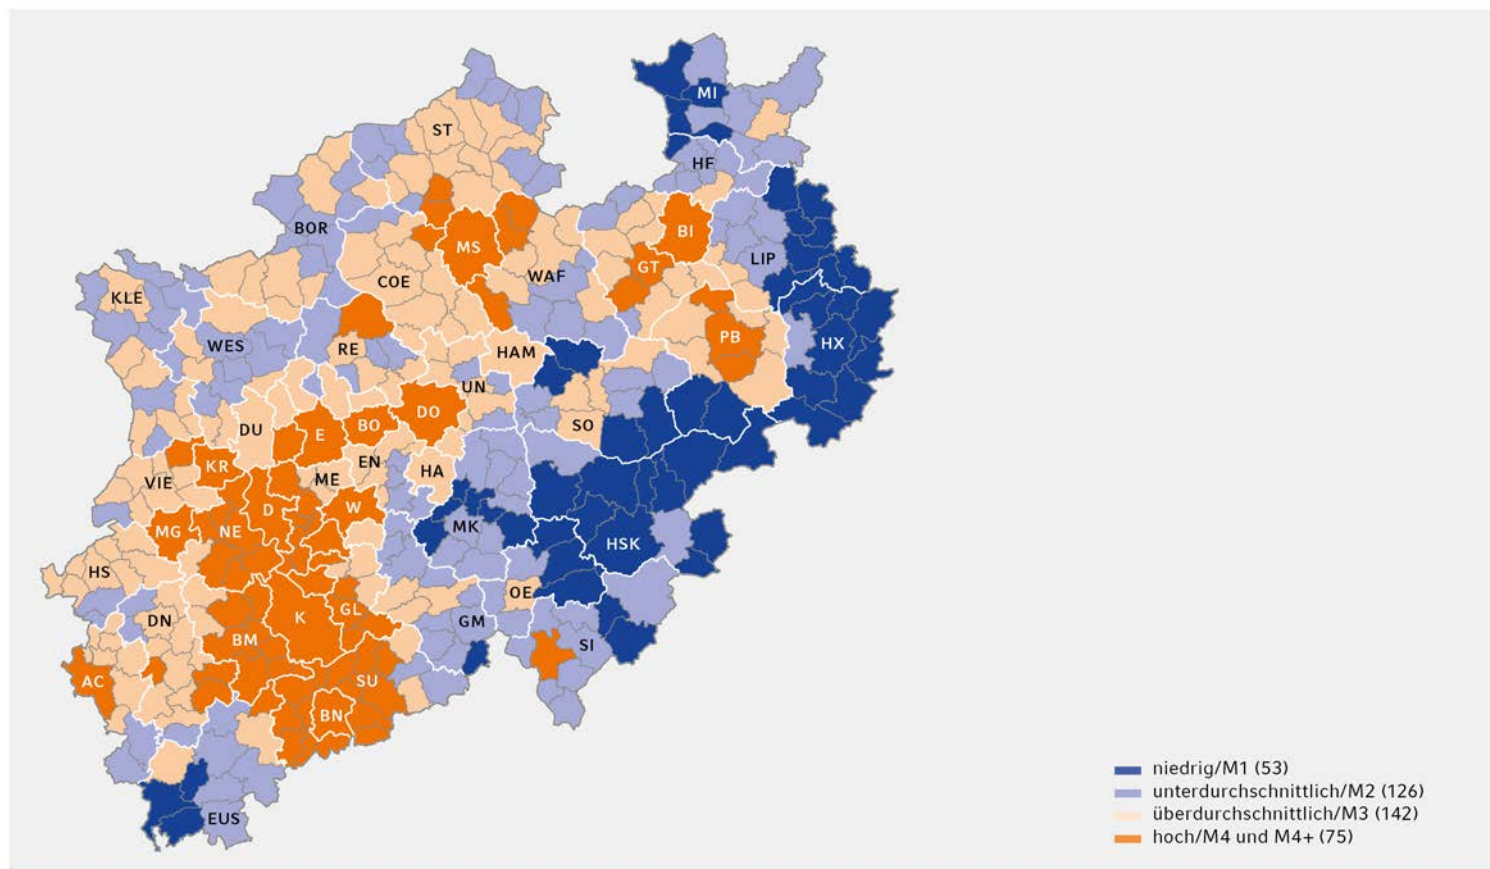 MI
ST
HF
BOR
MS
BI
LIP
GT
WAF
COE
KLE
PB
HX
WES
RE
HAM
UN
DO
DU
E
BO
SO
EN
HA
KR
ME
VIE
W
D
MG
NE
MK
HSK
HS
OE
GL
K
DN
GM
BM
SI
AC
SU
BN
EUS
niedrig/M1 (53)
unterdurchschnittlich/M2 (126)
überdurchschnittlich/M3 (142)
hoch/M4 und M4+ (75)